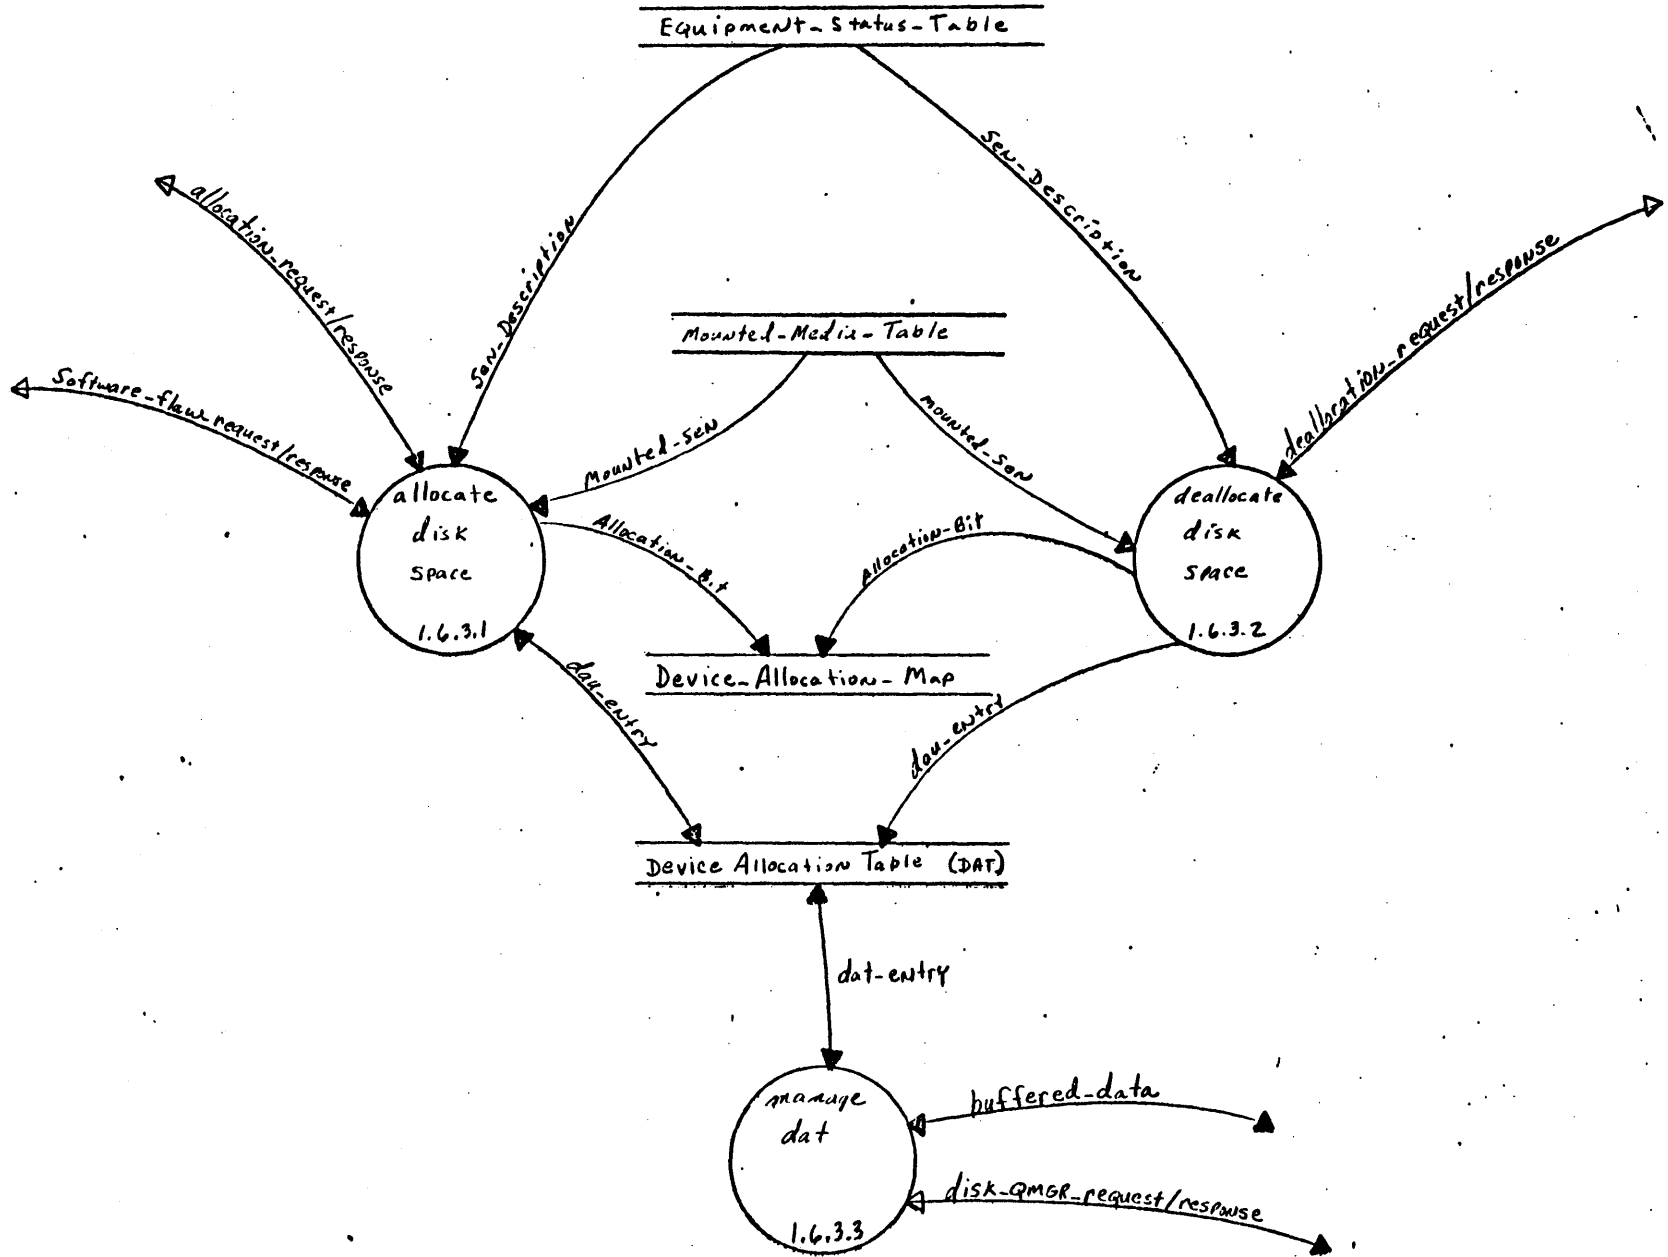 Equipment_Status_Table
Sen_Description
Sen_Description
allocation_request/response
deallocation_request/response
Software_flaw_request/response
Mounted_Media_Table
Mounted_sen
mounted_sen
allocate
disk
space
1.6.3.1
deallocate
disk
space
1.6.3.2
Allocation_Bit
Allocation_Bit
Device_Allocation_Map
dau_entry
dau_entry
Device Allocation Table (DAT)
dat_entry
manage
dat
1.6.3.3
buffered_data
disk_QMGR_request/response